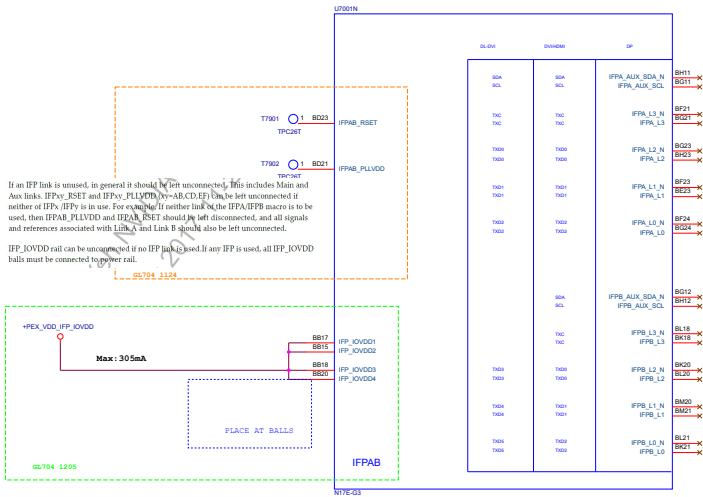 U7001N
DL-DVI DVI/HDMI DP
SDA SDA IFPA_AUX_SDA_N BH11
SCL SCL IFPA_AUX_SCL BG11
T7901 1 BD23 IFPAB_RSET
TPC26T
TXC TXC IFPA_L3_N BF21
TXC TXC IFPA_L3 BG21
TXD0 TXD0 IFPA_L2_N BG23
TXD0 TXD0 IFPA_L2 BH23
T7902 1 BD21 IFPAB_PLLVDD
TPC26T
If an IFP link is unused, in general it should be left unconnected. This includes Main and
Aux links. IFPxy_RSET and IFPxy_PLLVDD (xy=AB,CD,EF) can be left unconnected if
neither of IFPx /IFPy is in use. For example: If neither link of the IFPA/IFPB macro is to be
used, then IFPAB_PLLVDD and IFPAB_RSET should be left disconnected, and all signals
and references associated with Link A and Link B should also be left unconnected.
IFP_IOVDD rail can be unconnected if no IFP link is used.If any IFP is used, all IFP_IOVDD
balls must be connected to power rail.
GL704 1124
TXD1 TXD1 IFPA_L1_N BF23
TXD1 TXD1 IFPA_L1 BE23
TXD2 TXD2 IFPA_L0_N BF24
TXD2 TXD2 IFPA_L0 BG24
SDA IFPB_AUX_SDA_N BG12
SCL IFPB_AUX_SCL BH12
+PEX_VDD_IFP_IOVDD
Max:305mA
BB17 IFP_IOVDD1
BB15 IFP_IOVDD2
BB18 IFP_IOVDD3
BB20 IFP_IOVDD4
TXC IFPB_L3_N BL18
TXC IFPB_L3 BK18
TXD3 TXD0 IFPB_L2_N BK20
TXD3 TXD0 IFPB_L2 BL20
TXD4 TXD1 IFPB_L1_N BM20
TXD4 TXD1 IFPB_L1 BM21
TXD5 TXD2 IFPB_L0_N BL21
TXD5 TXD2 IFPB_L0 BK21
PLACE AT BALLS
IFPAB
GL704 1205
N17E-G3